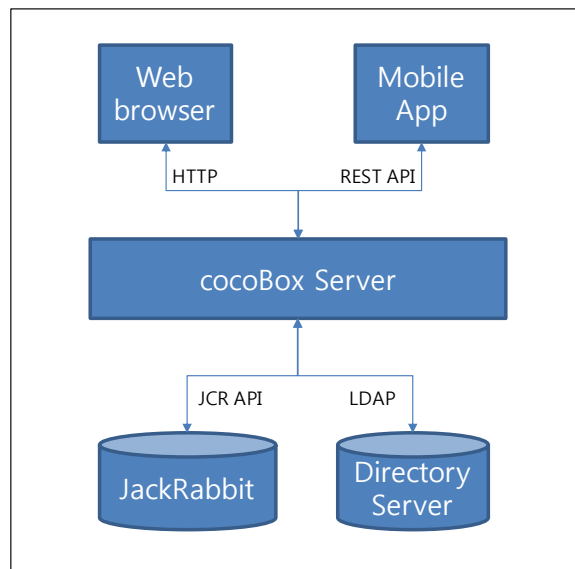 Web
browser
Mobile
App
HTTP
REST API
cocoBox Server
JCR API
LDAP
JackRabbit
Directory
Server